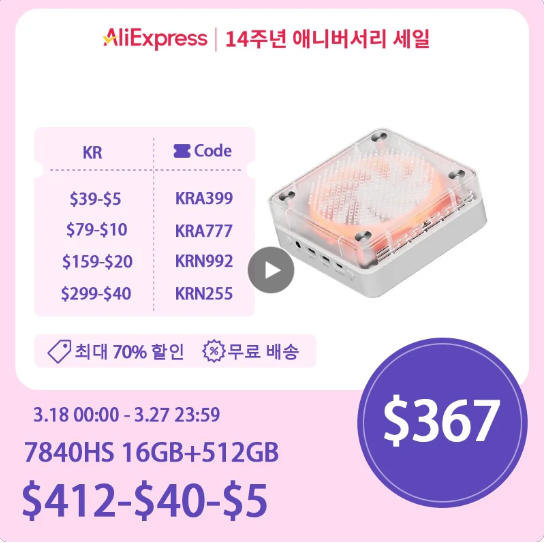 AliExpress | 14주년 애니버서리 세일
KR Code
$39-$5 KRA399
$79-$10 KRA777
$159-$20 KRN992
$299-$40 KRN255
최대 70% 할인 무료 배송
$367
3.18 00:00 - 3.27 23:59
7840HS 16GB+512GB
$412-$40-$5